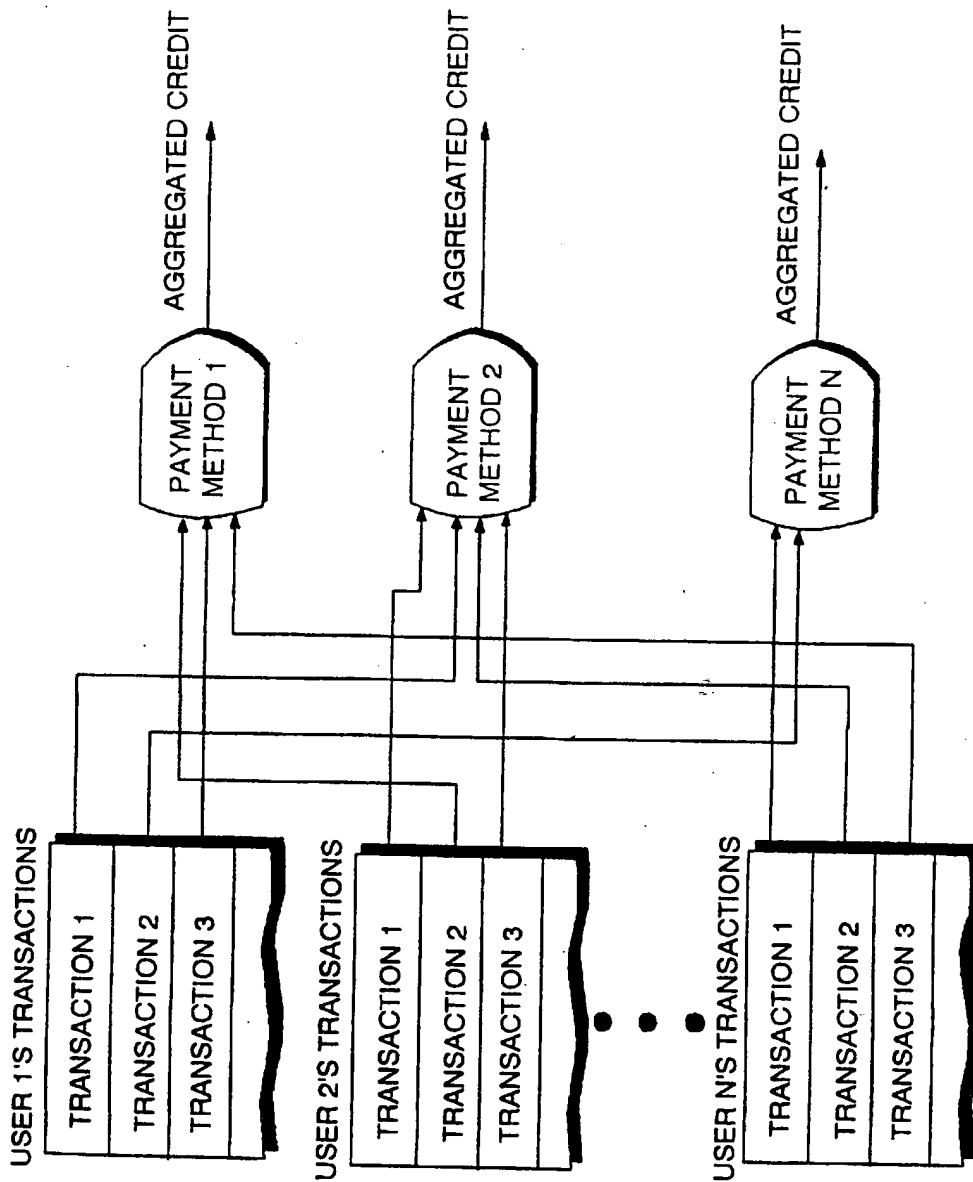 USER 1'S TRANSACTIONS
TRANSACTION 1
TRANSACTION 2
TRANSACTION 3
USER 2'S TRANSACTIONS
TRANSACTION 1
TRANSACTION 2
TRANSACTION 3
USER N'S TRANSACTIONS
TRANSACTION 1
TRANSACTION 2
TRANSACTION 3
PAYMENT
METHOD 1
AGGREGATED CREDIT
PAYMENT
METHOD 2
AGGREGATED CREDIT
PAYMENT
METHOD N
AGGREGATED CREDIT